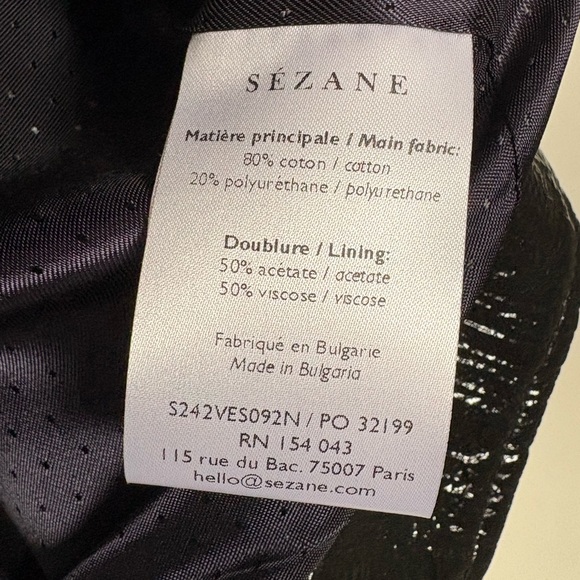 SÉZANE
Matière principale / Main fabric:
80% coton / cotton
20% polyuréthane / polyurethane
Doublure / Lining:
50% acétate / acetate
50% viscose / viscose
Fabriqué en Bulgarie
Made in Bulgaria
S242VES092N / PO 32199
RN 154 043
115 rue du Bac. 75007 Paris
hello@sezane.com